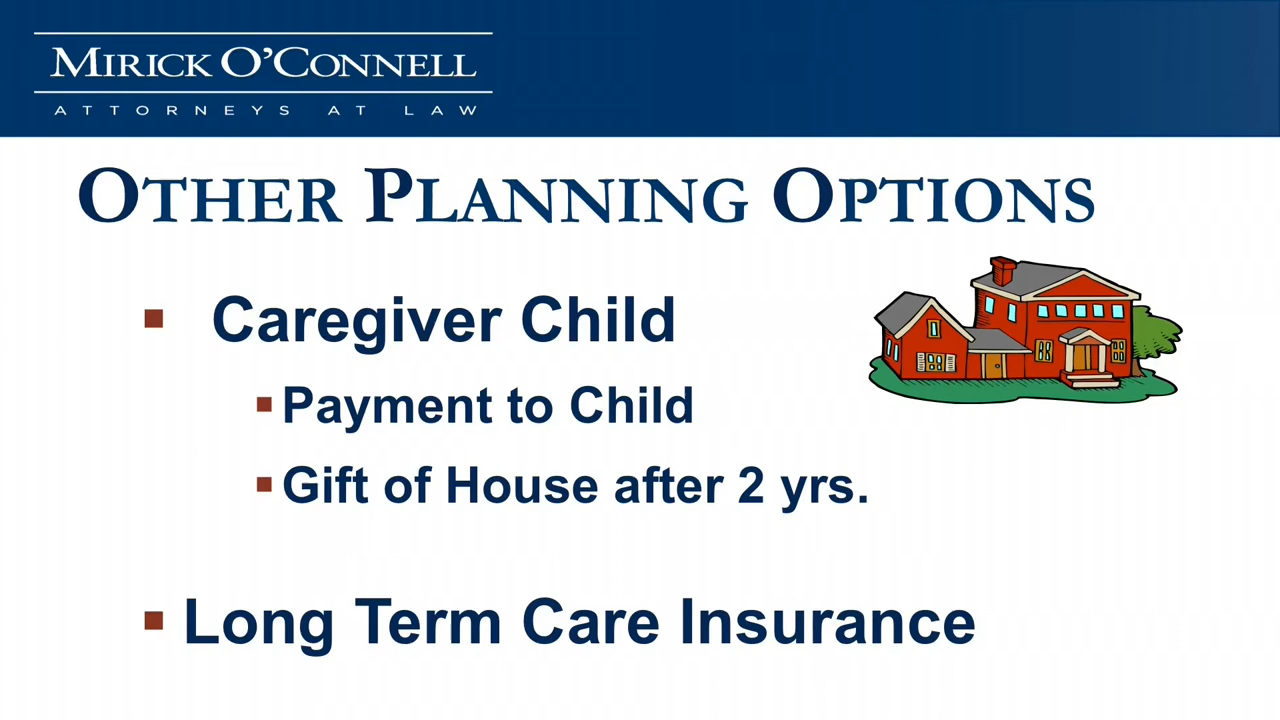 MIRICK O'CONNELL
ATTORNEYS AT LAW
OTHER PLANNING OPTIONS
▪ Caregiver Child
▪ Payment to Child
▪ Gift of House after 2 yrs.
▪ Long Term Care Insurance